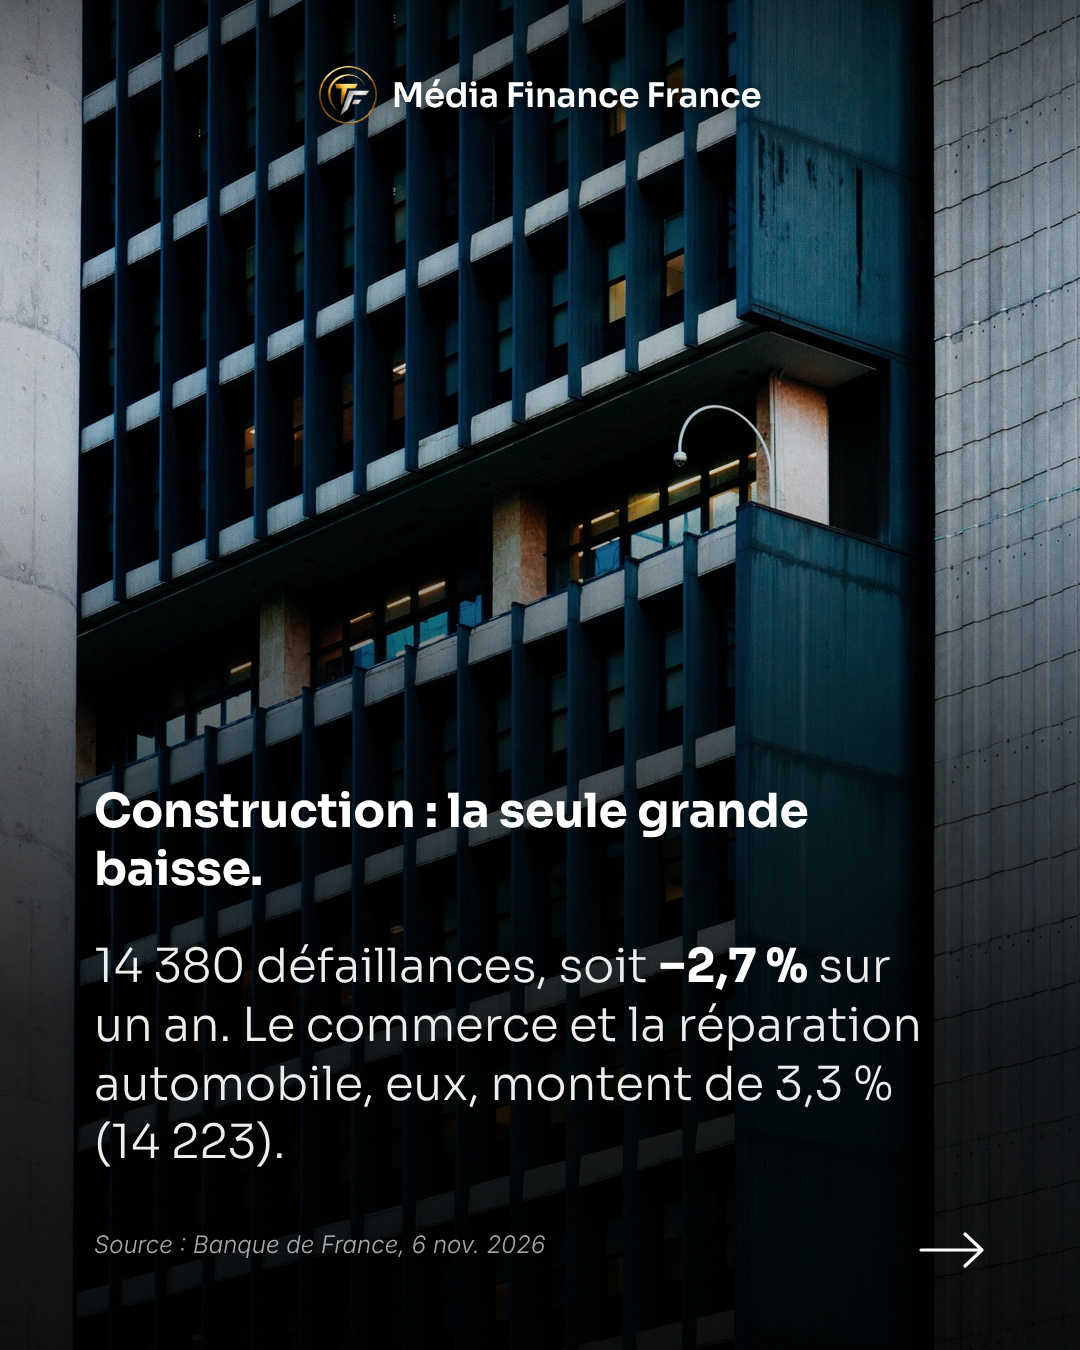 Média Finance France
Construction : la seule grande
baisse.
14 380 défaillances, soit −2,7 % sur
un an. Le commerce et la réparation
automobile, eux, montent de 3,3 %
(14 223).
Source : Banque de France, 6 nov. 2026